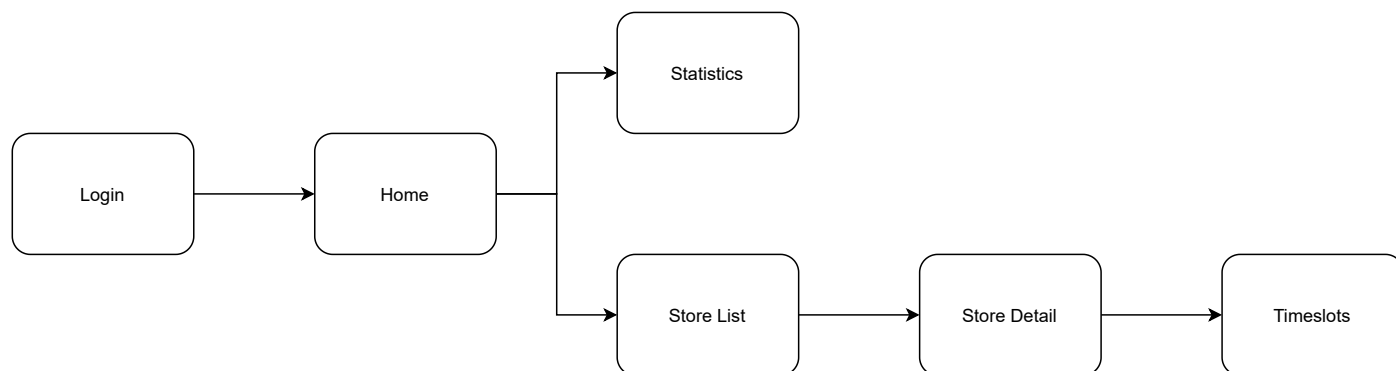 Statistics
Login
Home
Store List
Store Detail
Timeslots